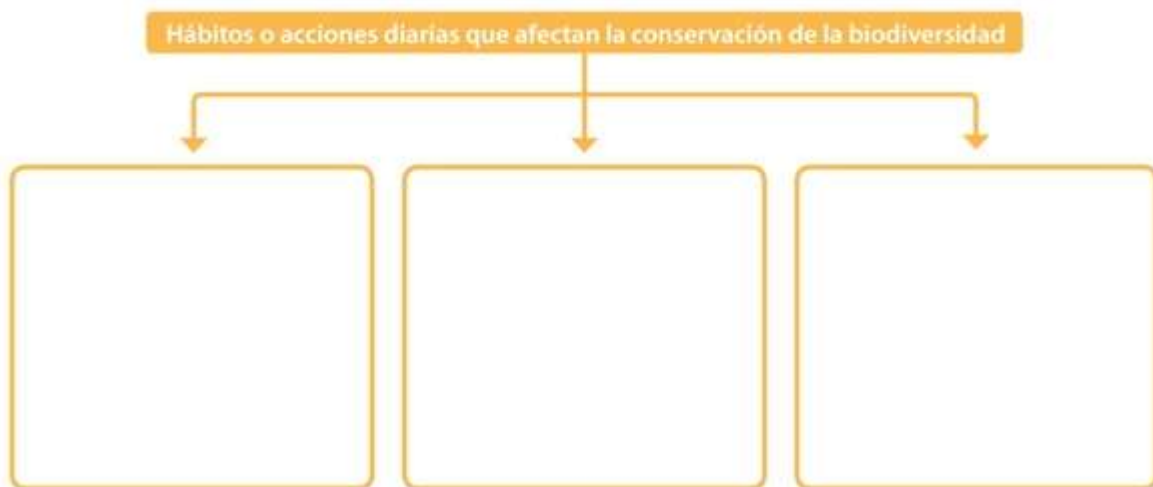 Hábitos o acciones diarias que afectan la conservación de la biodiversidad